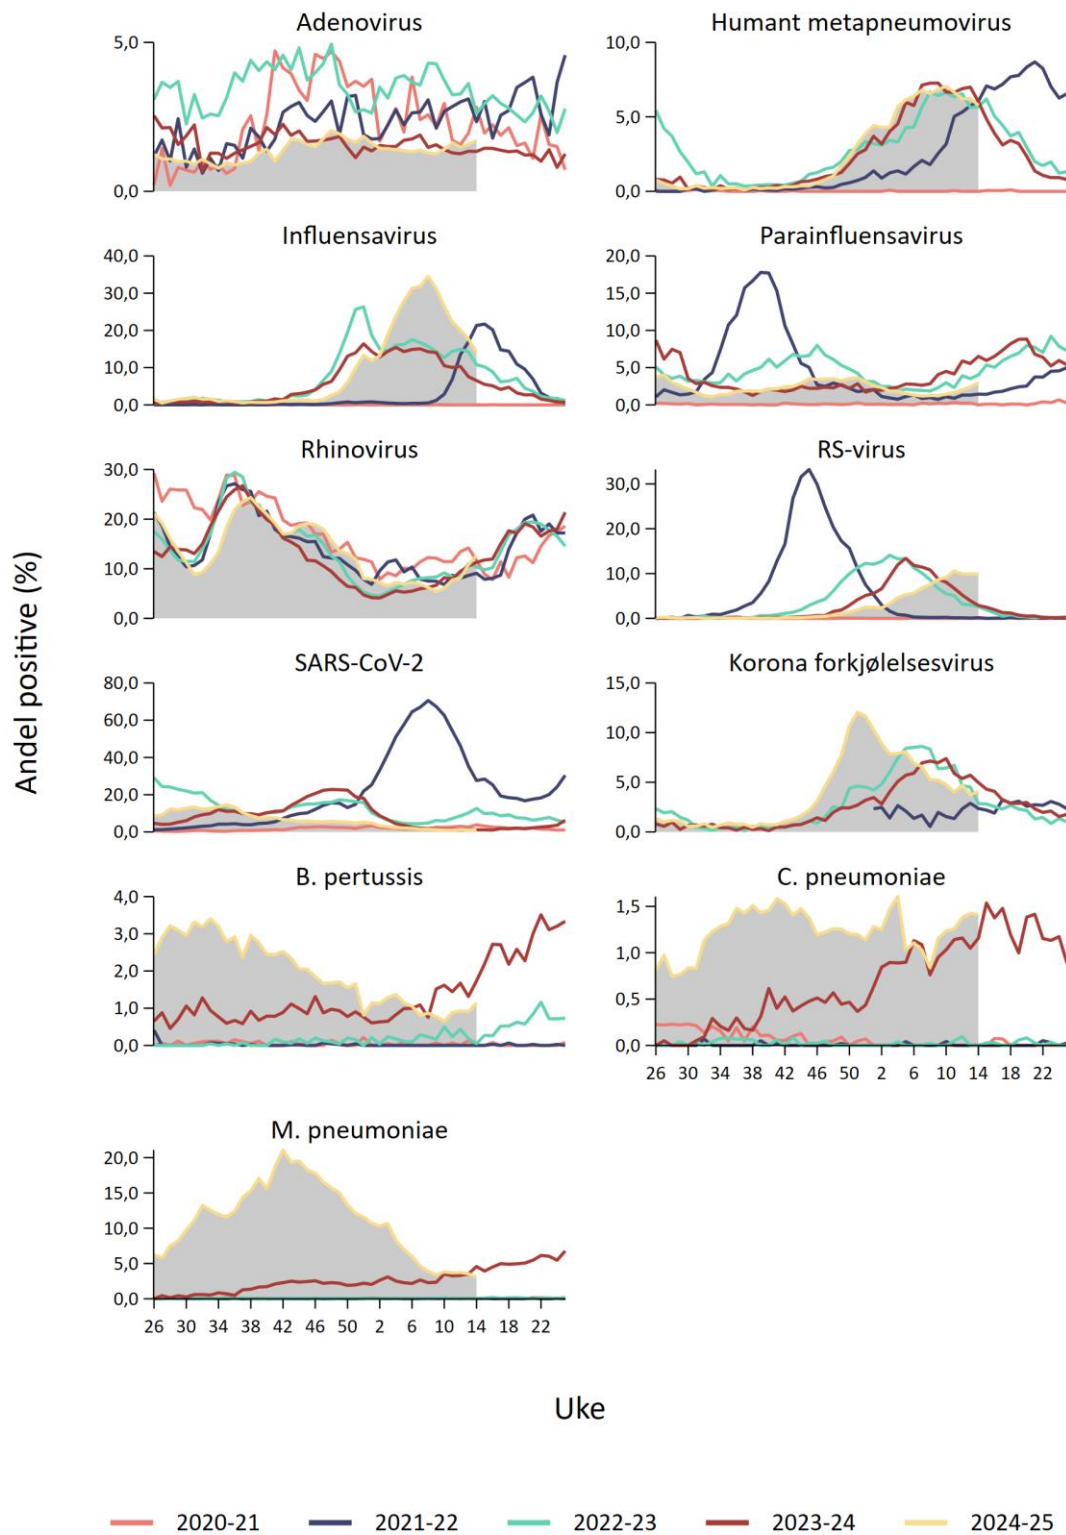 Adenovirus
Humant metapneumovirus
5,0
2,5
0,0
10,0
5,0
0,0
Influensavirus
Parainfluensavirus
40,0
30,0
20,0
10,0
0,0
20,0
15,0
10,0
5,0
0,0
Rhinovirus
RS-virus
30,0
20,0
10,0
0,0
30,0
20,0
10,0
0,0
Andel positive (%)
SARS-CoV-2
Korona forkjølelsesvirus
80,0
60,0
40,0
20,0
0,0
15,0
10,0
5,0
0,0
B. pertussis
C. pneumoniae
4,0
3,0
2,0
1,0
0,0
1,5
1,0
0,5
0,0
26 30 34 38 42 46 50 2 6 10 14 18 22
M. pneumoniae
20,0
15,0
10,0
5,0
0,0
26 30 34 38 42 46 50 2 6 10 14 18 22
Uke
2020-21 2021-22 2022-23 2023-24 2024-25